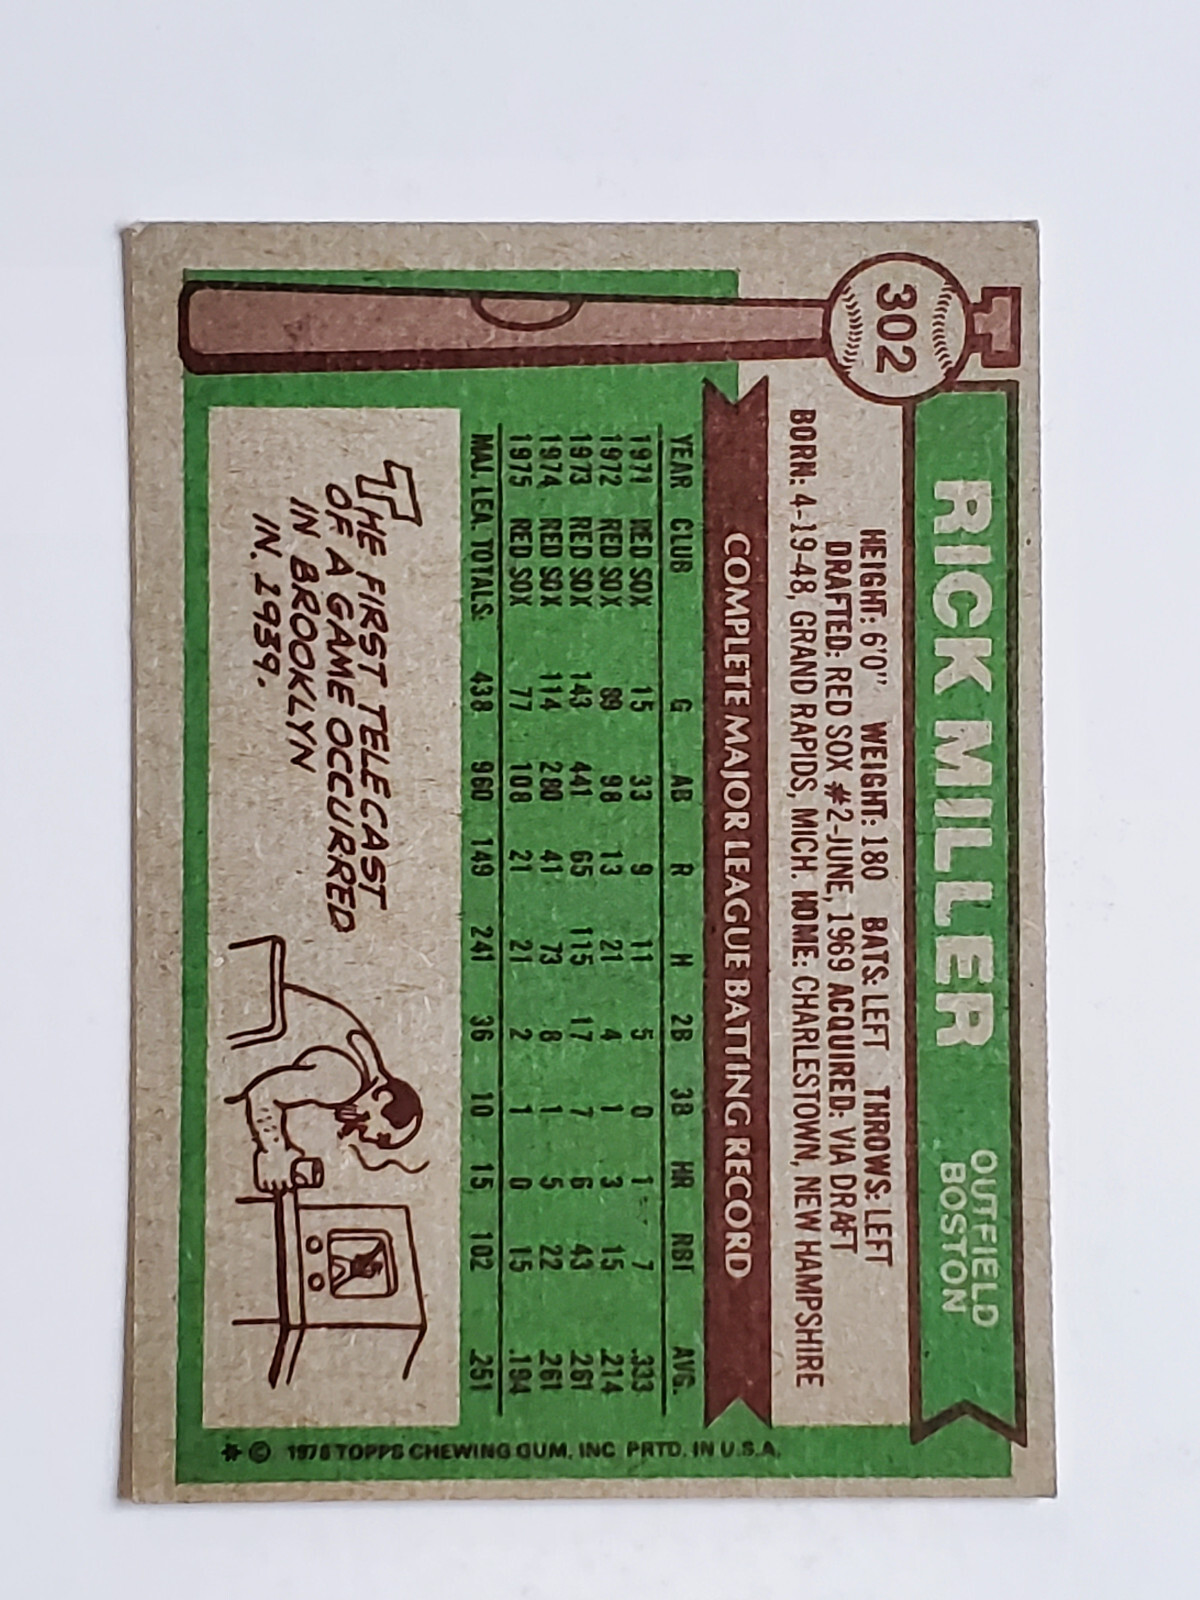 302
RICK MILLER
OUTFIELD
BOSTON
HEIGHT: 6'0" WEIGHT: 180 BATS: LEFT THROWS: LEFT
DRAFTED: RED SOX #2-JUNE, 1969 ACQUIRED: VIA DRAFT
BORN: 4-19-48, GRAND RAPIDS, MICH. HOME: CHARLESTOWN, NEW HAMPSHIRE
COMPLETE MAJOR LEAGUE BATTING RECORD
YEAR CLUB G AB R H 2B 3B HR RBI AVG.
1971 RED SOX 15 33 9 11 5 0 1 7 .333
1972 RED SOX 89 98 13 21 4 1 3 15 .214
1973 RED SOX 143 441 65 115 17 7 6 43 .261
1974 RED SOX 114 280 41 73 8 1 5 22 .261
1975 RED SOX 77 108 21 21 2 1 0 15 .194
MAJ. LEA. TOTALS 438 960 149 241 36 10 15 102 .251
THE FIRST TELECAST
OF A GAME OCCURRED
IN BROOKLYN
IN. 1939.
* © 1976 TOPPS CHEWING GUM, INC PRTD. IN U.S.A.